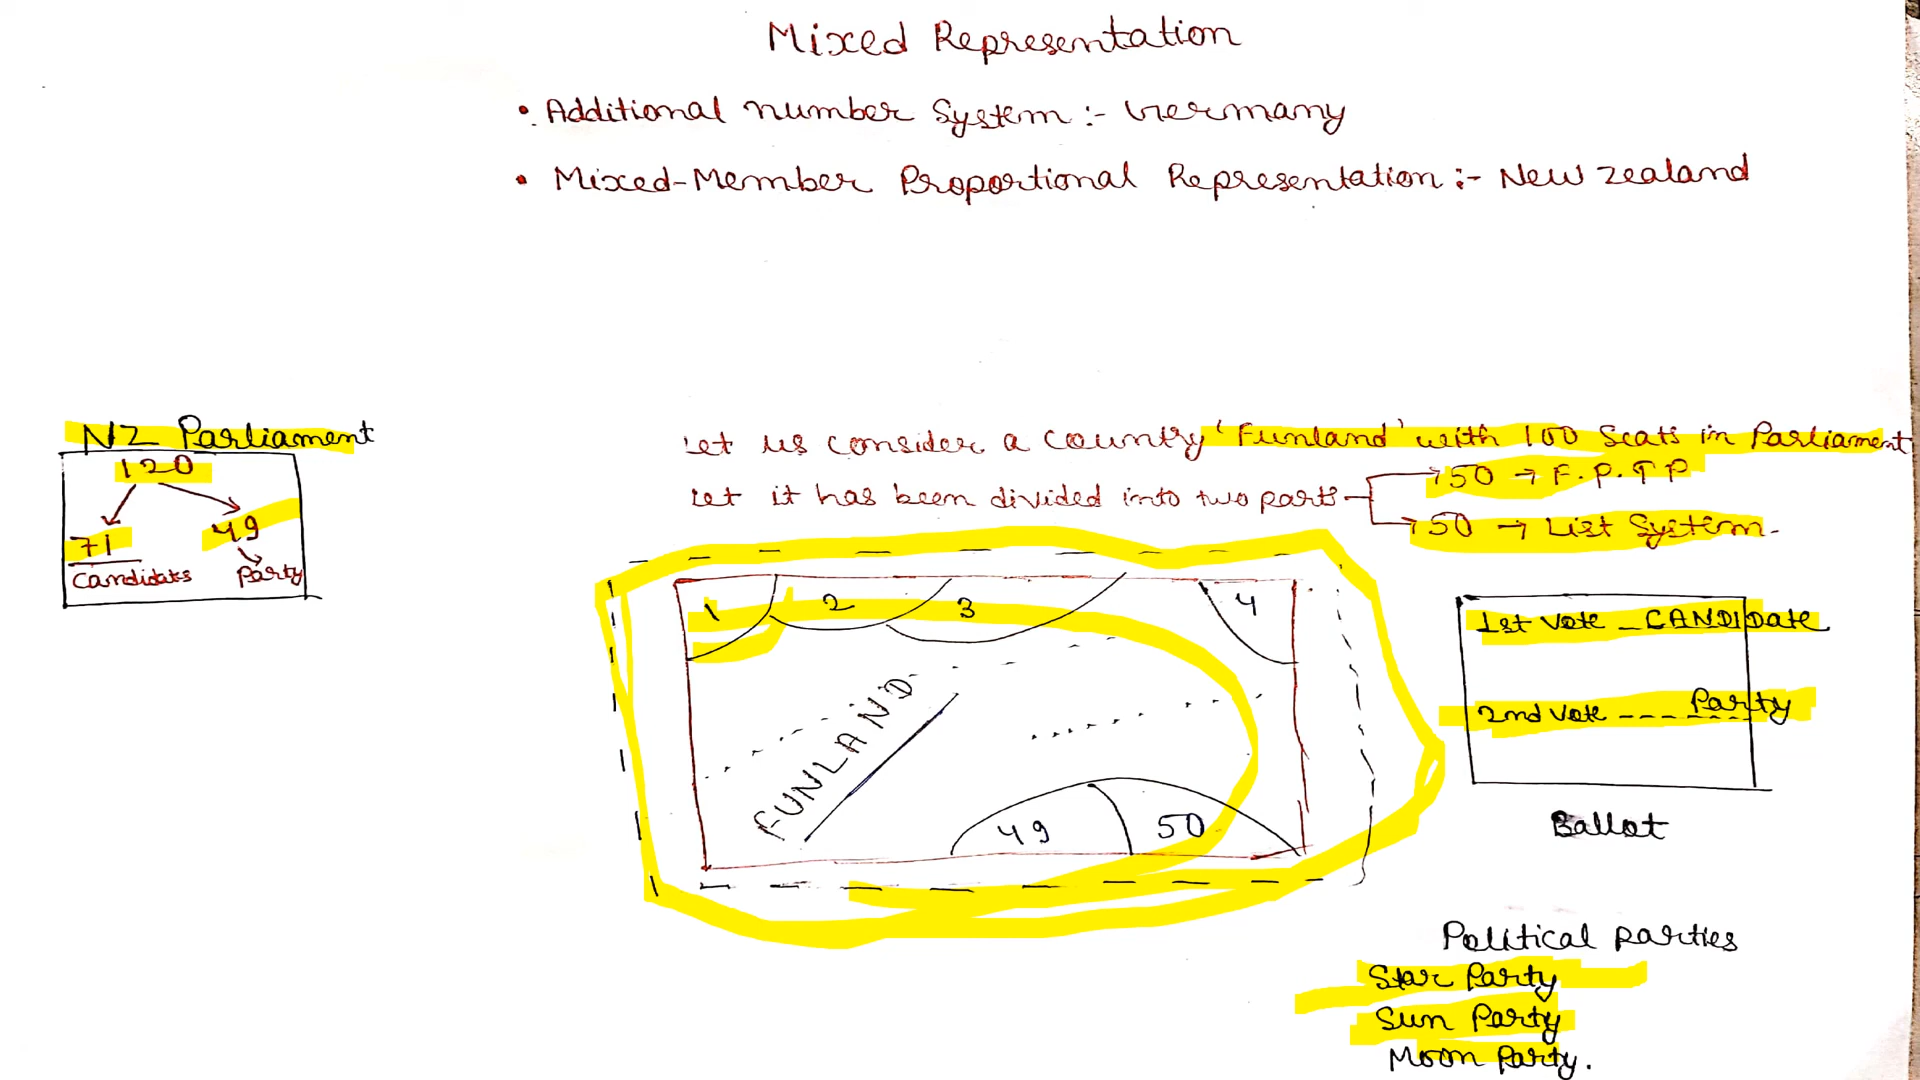 Mixed Representation
• Additional number System :- Germany
• Mixed-Member Proportional Representation :- New Zealand
NZ Parliament
120
71
49
Candidates
Party
Let us consider a country 'Funland' with 100 Seats in Parliament
Let it has been divided into two parts
50 → F.P.T.P
50 → List System.
1
2
3
4
FUNLAND
49
50
1st Vote _ CANDIDate
2nd Vote ------- Party
Ballot
Political parties
Star Party
Sun Party
Moon Party.